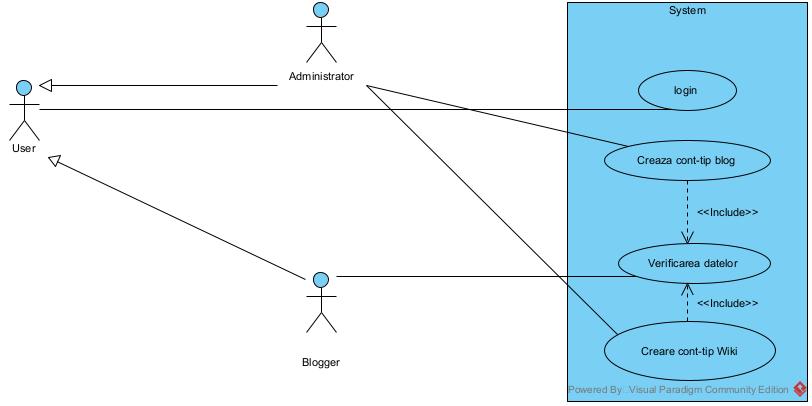 System
Administrator
login
User
Creaza cont-tip blog
<<Include>>
Verificarea datelor
<<Include>>
Blogger
Creare cont-tip Wiki
Powered By Visual Paradigm Community Edition